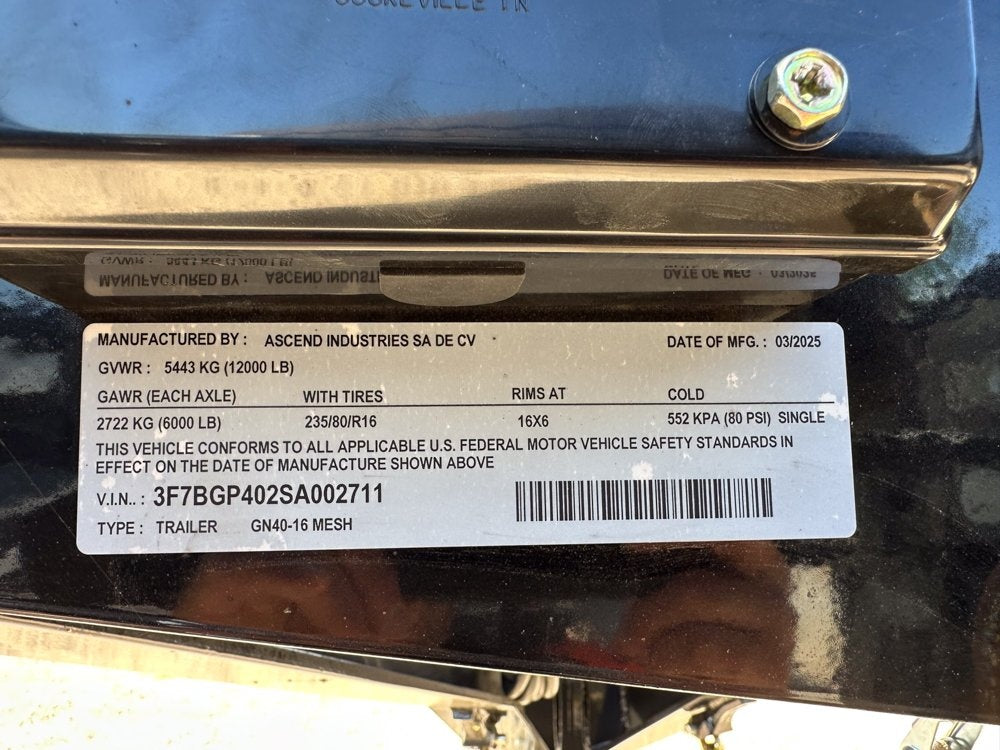 COOKEVILLE TN
MANUFACTURED BY : ASCEND INDUSTRIES SA DE CV DATE OF MFG. : 03/2025
GVWR : 5443 KG (12000 LB)
GAWR (EACH AXLE) WITH TIRES RIMS AT COLD
2722 KG (6000 LB) 235/80/R16 16X6 552 KPA (80 PSI) SINGLE
THIS VEHICLE CONFORMS TO ALL APPLICABLE U.S. FEDERAL MOTOR VEHICLE SAFETY STANDARDS IN
EFFECT ON THE DATE OF MANUFACTURE SHOWN ABOVE
V.I.N.. : 3F7BGP402SA002711
TYPE : TRAILER GN40-16 MESH